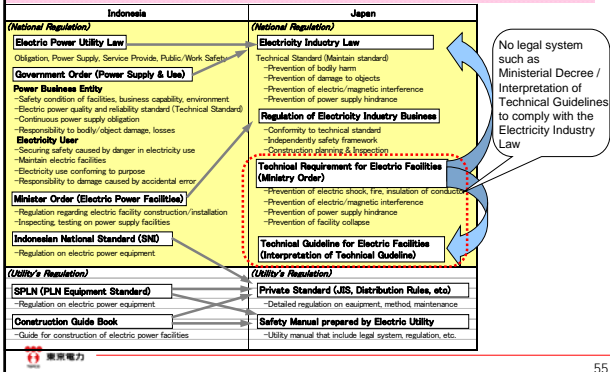 Indonesia
Japan
(National Regulation)
Electric Power Utility Law
Obligation, Power Supply, Service Provide, Public/Work Safety
Government Order (Power Supply & Use)
Power Business Entity
-Safety condition of facilities, business capability, environment
-Electric power quality and reliability standard (Technical Standard)
-Continuous power supply obligation
-Responsibility to bodily/object damage, losses
Electricity User
-Securing safety caused by danger in electricity use
-Maintain electric facilities
-Electricity use conforming to purpose
-Responsibility to damage caused by accidental error
Minister Order (Electric Power Facilities)
-Regulation regarding electric facility construction/installation
-Inspecting, testing on power supply facilities
Indonesian National Standard (SNI)
-Regulation on electric power equipment
(National Regulation)
Electricity Industry Law
Technical Standard (Maintain standard)
-Prevention of bodily harm
-Prevention of damage to objects
-Prevention of electric/magnetic interference
-Prevention of power supply hindrance
Regulation of Electricity Industry Business
-Conformity to technical standard
-Independently safety framework
-Construction planning & Inspection
Technical Requirement for Electric Facilities
(Ministry Order)
-Prevention of electric shock, fire, insulation of conductor
-Prevention of electric/magnetic interference
-Prevention of power supply hindrance
-Prevention of facility collapse
Technical Guideline for Electric Facilities
(Interpretation of Technical Gudeline)
(Utility's Regulation)
SPLN (PLN Equipment Standard)
-Regulation on electric power equipment
Construction Guide Book
-Guide for construction of electric power facilities
(Utility's Regulation)
Private Standard (JIS, Distribution Rules, etc)
-Detailed regulation on eauipment, method, maintenance
Safety Manual prepared by Electric Utility
-Utility manual that include legal system, regulation, etc.
No legal system
such as
Ministerial Decree /
Interpretation of
Technical Guidelines
to comply with the
Electricity Industry
Law
東京電力
55